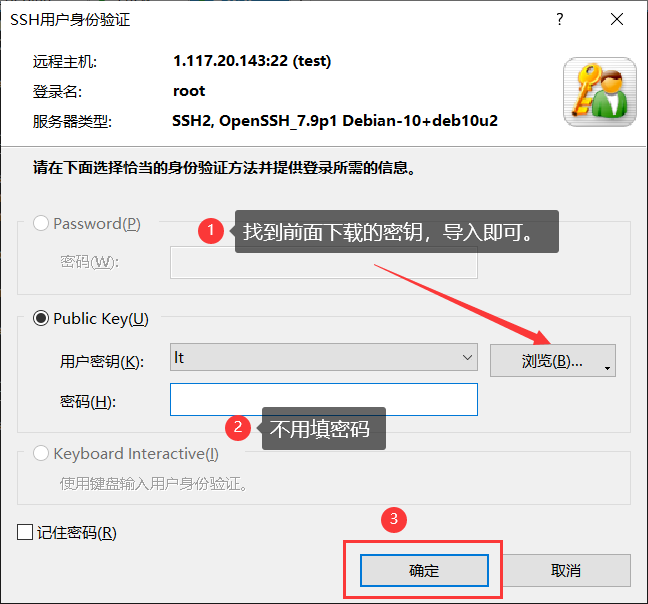 SSH用户身份验证
远程主机: 1.117.20.143:22 (test)
登录名: root
服务器类型: SSH2, OpenSSH_7.9p1 Debian-10+deb10u2
请在下面选择恰当的身份验证方法并提供登录所需的信息。
Password(P)
1 找到前面下载的密钥，导入即可。
密码(W):
Public Key(U)
用户密钥(K): lt 浏览(B)...
密码(H):
2 不用填密码
Keyboard Interactive(I)
使用键盘输入用户身份验证。
记住密码(R)
3
确定 取消